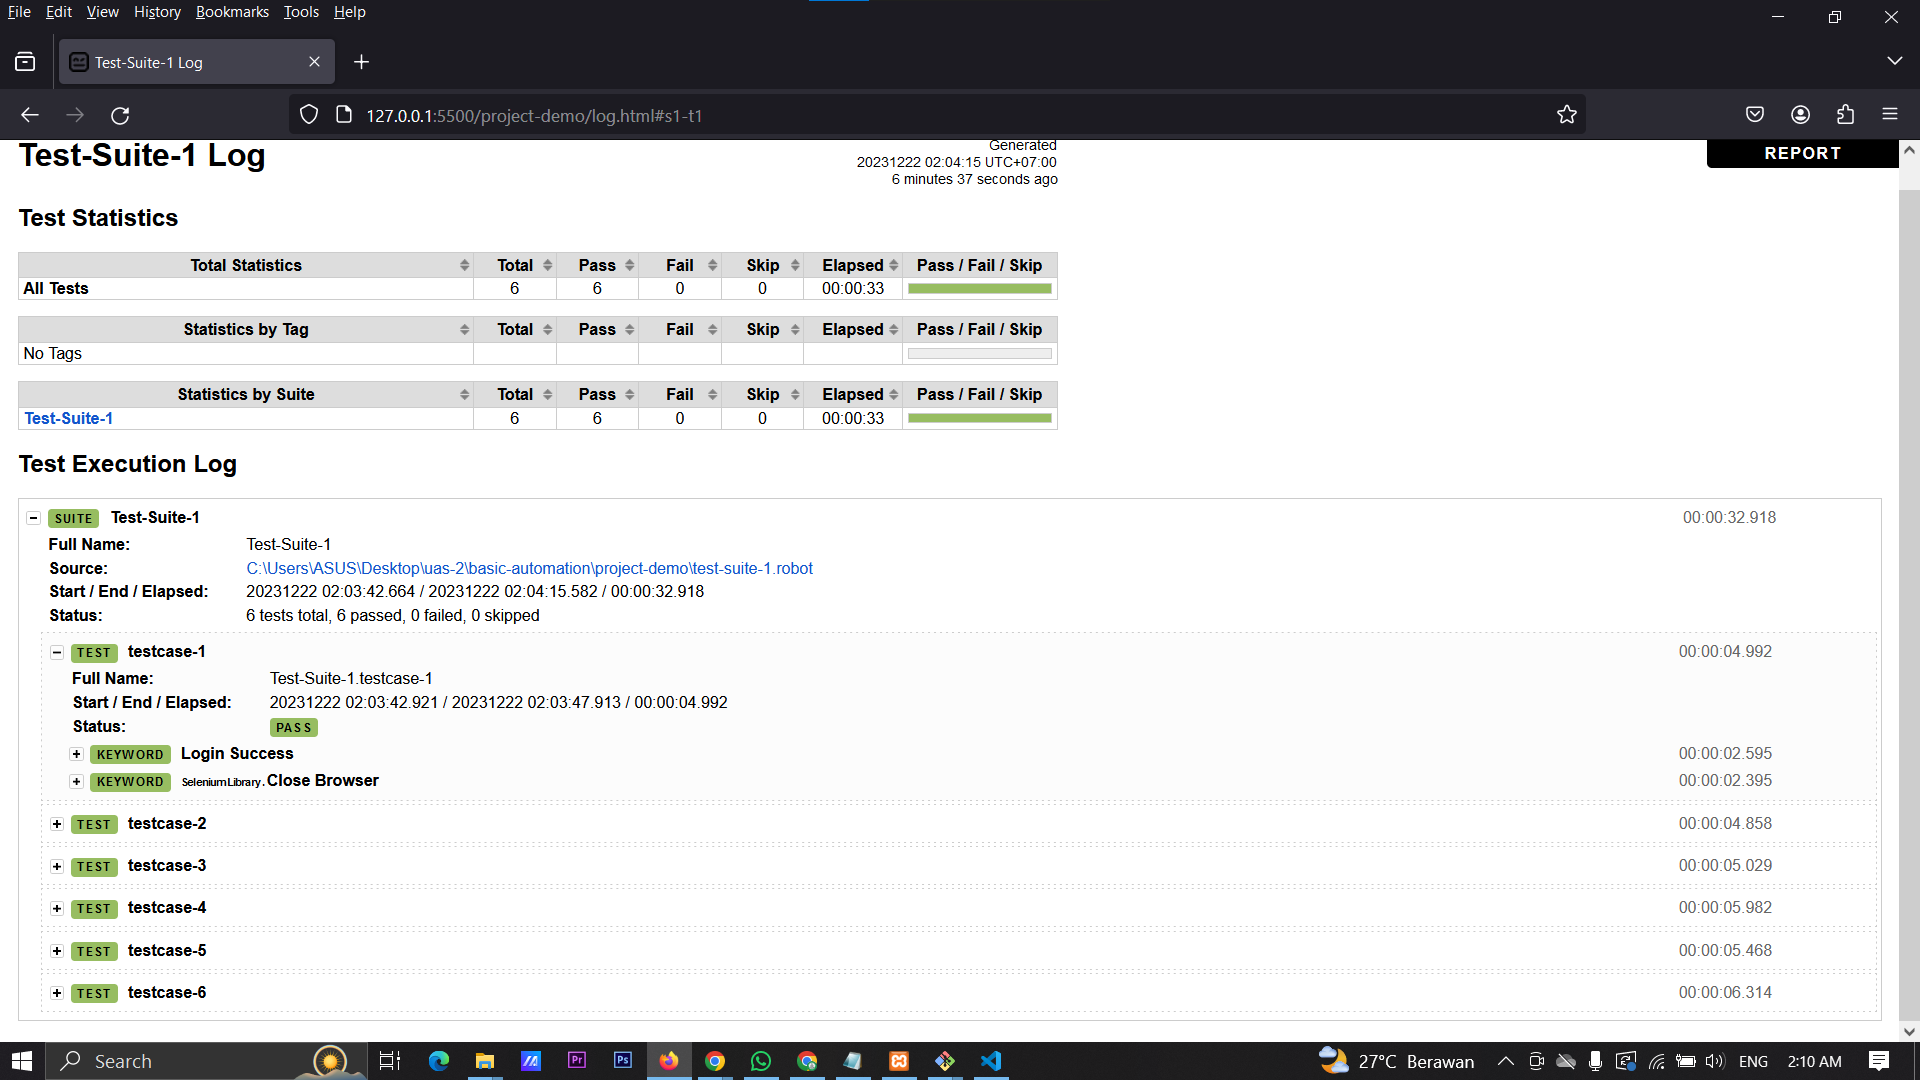 File Edit View History Bookmarks Tools Help
Test-Suite-1 Log
127.0.0.1:5500/project-demo/log.html#s1-t1
Test-Suite-1 Log
Generated
20231222 02:04:15 UTC+07:00
6 minutes 37 seconds ago
REPORT
Test Statistics
Total Statistics Total Pass Fail Skip Elapsed Pass / Fail / Skip
All Tests 6 6 0 0 00:00:33
Statistics by Tag Total Pass Fail Skip Elapsed Pass / Fail / Skip
No Tags
Statistics by Suite Total Pass Fail Skip Elapsed Pass / Fail / Skip
Test-Suite-1 6 6 0 0 00:00:33
Test Execution Log
SUITE Test-Suite-1 00:00:32.918
Full Name: Test-Suite-1
Source: C:\Users\ASUS\Desktop\uas-2\basic-automation\project-demo\test-suite-1.robot
Start / End / Elapsed: 20231222 02:03:42.664 / 20231222 02:04:15.582 / 00:00:32.918
Status: 6 tests total, 6 passed, 0 failed, 0 skipped
TEST testcase-1 00:00:04.992
Full Name: Test-Suite-1.testcase-1
Start / End / Elapsed: 20231222 02:03:42.921 / 20231222 02:03:47.913 / 00:00:04.992
Status: PASS
KEYWORD Login Success 00:00:02.595
KEYWORD SeleniumLibrary.Close Browser 00:00:02.395
TEST testcase-2 00:00:04.858
TEST testcase-3 00:00:05.029
TEST testcase-4 00:00:05.982
TEST testcase-5 00:00:05.468
TEST testcase-6 00:00:06.314
Search Pr Ps 27°C Berawan ENG 2:10 AM